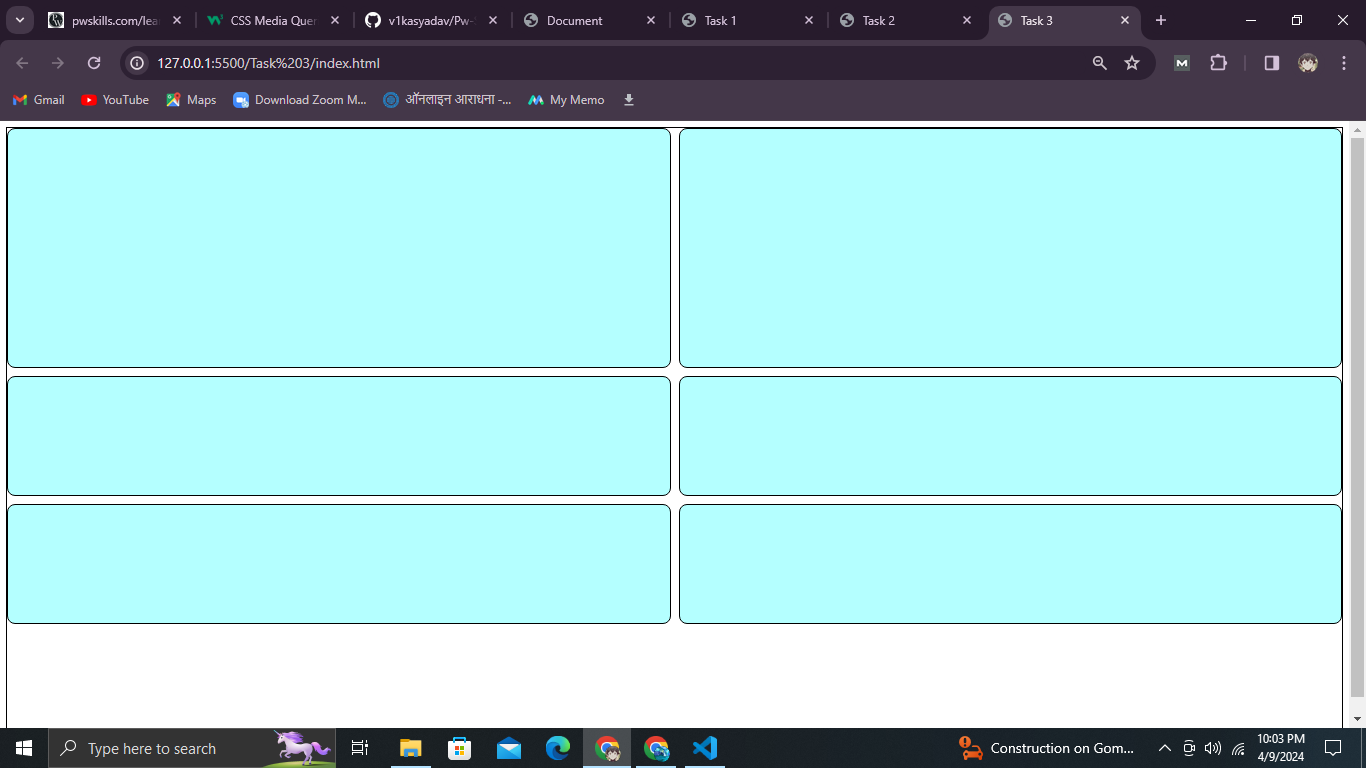 pwskills.com/lea
CSS Media Quer
v1kasyadav/Pw-
Document
Task 1
Task 2
Task 3
127.0.0.1:5500/Task%203/index.html
Gmail
YouTube
Maps
Download Zoom M...
ऑनलाइन आराधना -...
My Memo
Type here to search
Construction on Gom...
10:03 PM
4/9/2024